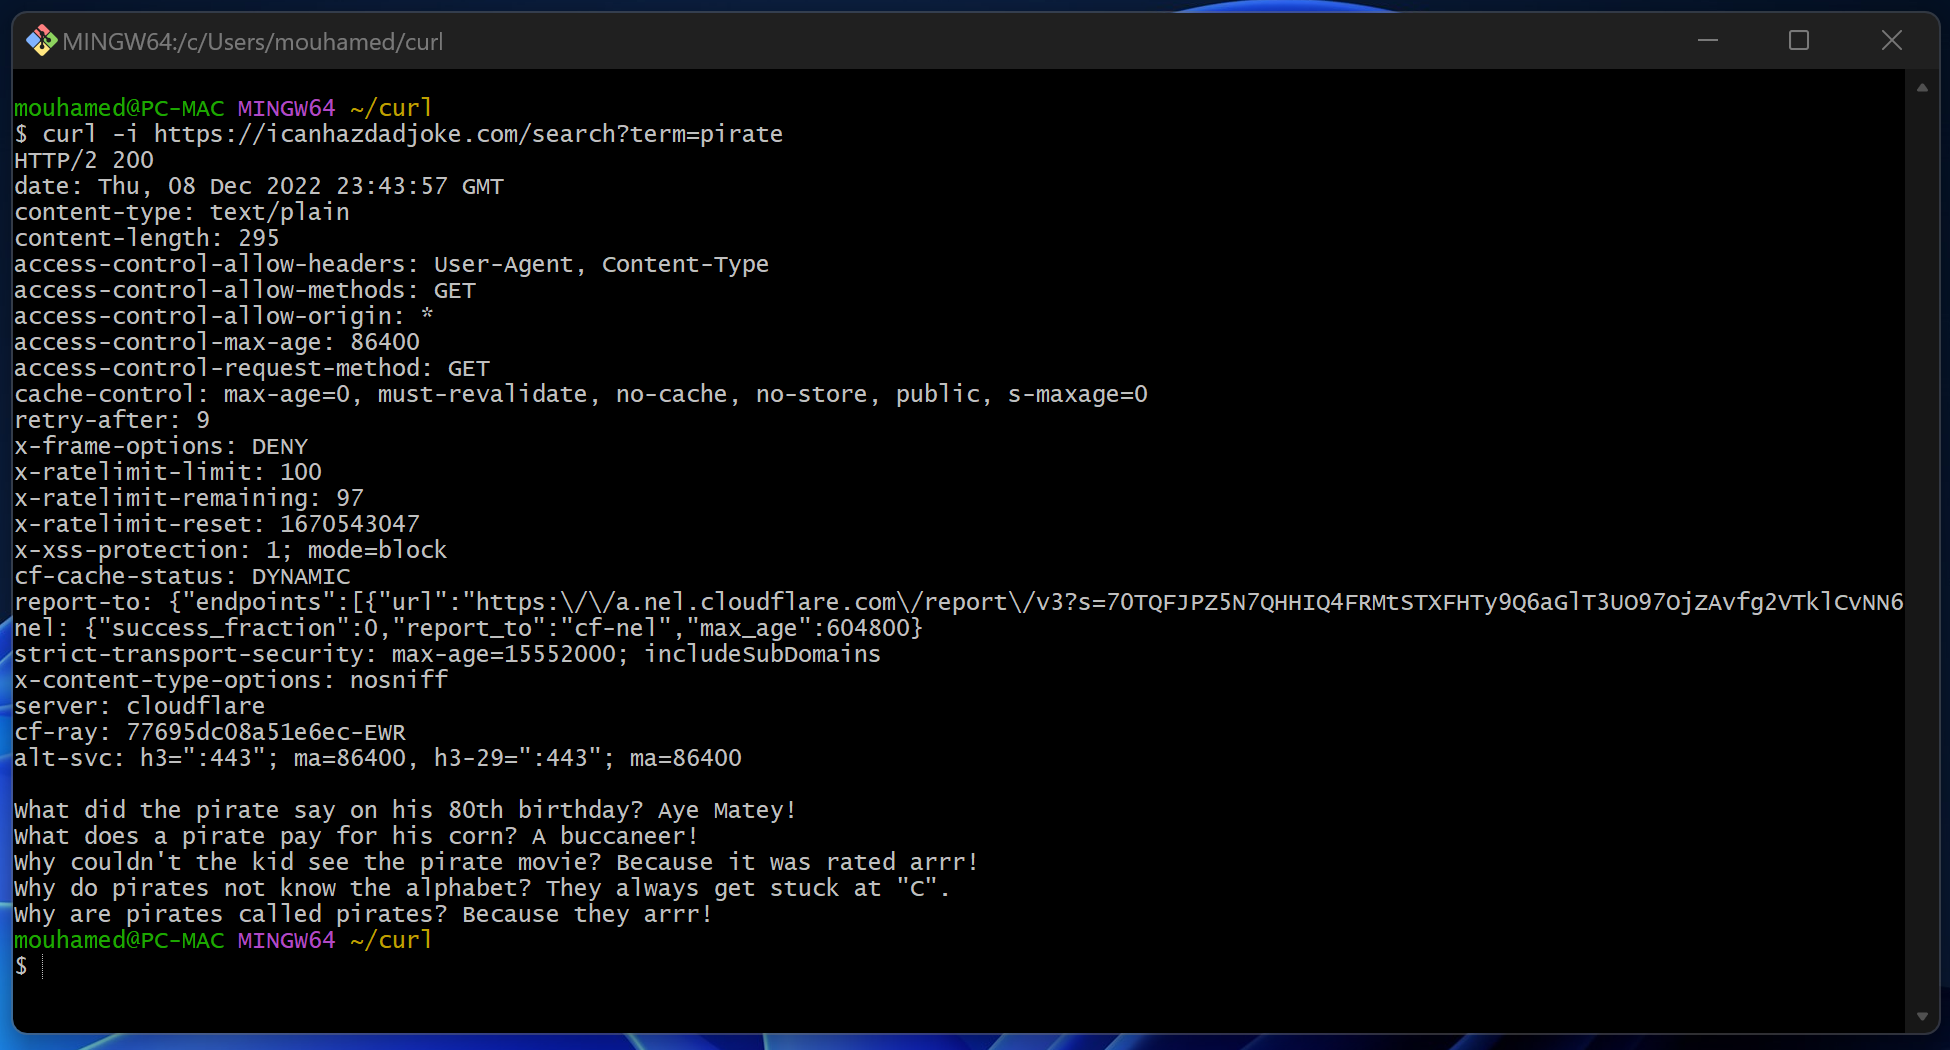 MINGW64:/c/Users/mouhamed/curl
mouhamed@PC-MAC MINGW64 ~/curl
$ curl -i https://icanhazdadjoke.com/search?term=pirate
HTTP/2 200
date: Thu, 08 Dec 2022 23:43:57 GMT
content-type: text/plain
content-length: 295
access-control-allow-headers: User-Agent, Content-Type
access-control-allow-methods: GET
access-control-allow-origin: *
access-control-max-age: 86400
access-control-request-method: GET
cache-control: max-age=0, must-revalidate, no-cache, no-store, public, s-maxage=0
retry-after: 9
x-frame-options: DENY
x-ratelimit-limit: 100
x-ratelimit-remaining: 97
x-ratelimit-reset: 1670543047
x-xss-protection: 1; mode=block
cf-cache-status: DYNAMIC
report-to: {"endpoints":[{"url":"https:\/\/a.nel.cloudflare.com\/report\/v3?s=7OTQFJPZ5N7QHHIQ4FRMtSTXFHTy9Q6aGlT3UO97OjZAvfg2VTklCvNN6
nel: {"success_fraction":0,"report_to":"cf-nel","max_age":604800}
strict-transport-security: max-age=15552000; includeSubDomains
x-content-type-options: nosniff
server: cloudflare
cf-ray: 77695dc08a51e6ec-EWR
alt-svc: h3=":443"; ma=86400, h3-29=":443"; ma=86400
What did the pirate say on his 80th birthday? Aye Matey!
What does a pirate pay for his corn? A buccaneer!
Why couldn't the kid see the pirate movie? Because it was rated arrr!
Why do pirates not know the alphabet? They always get stuck at "C".
Why are pirates called pirates? Because they arrr!
mouhamed@PC-MAC MINGW64 ~/curl
$